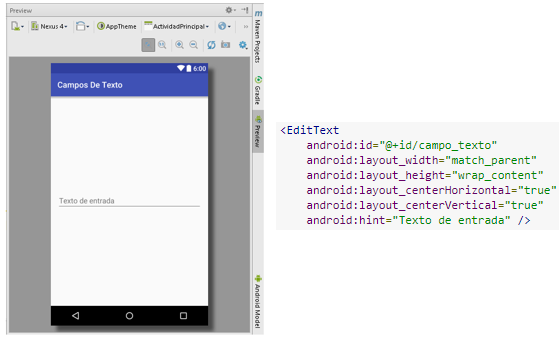 Preview
Nexus 4
AppTheme
ActividadPrincipal
6:00
Campos De Texto
Texto de entrada
Maven Projects
Gradle
Preview
Android Model
<EditText
android:id="@+id/campo_texto"
android:layout_width="match_parent"
android:layout_height="wrap_content"
android:layout_centerHorizontal="true"
android:layout_centerVertical="true"
android:hint="Texto de entrada" />